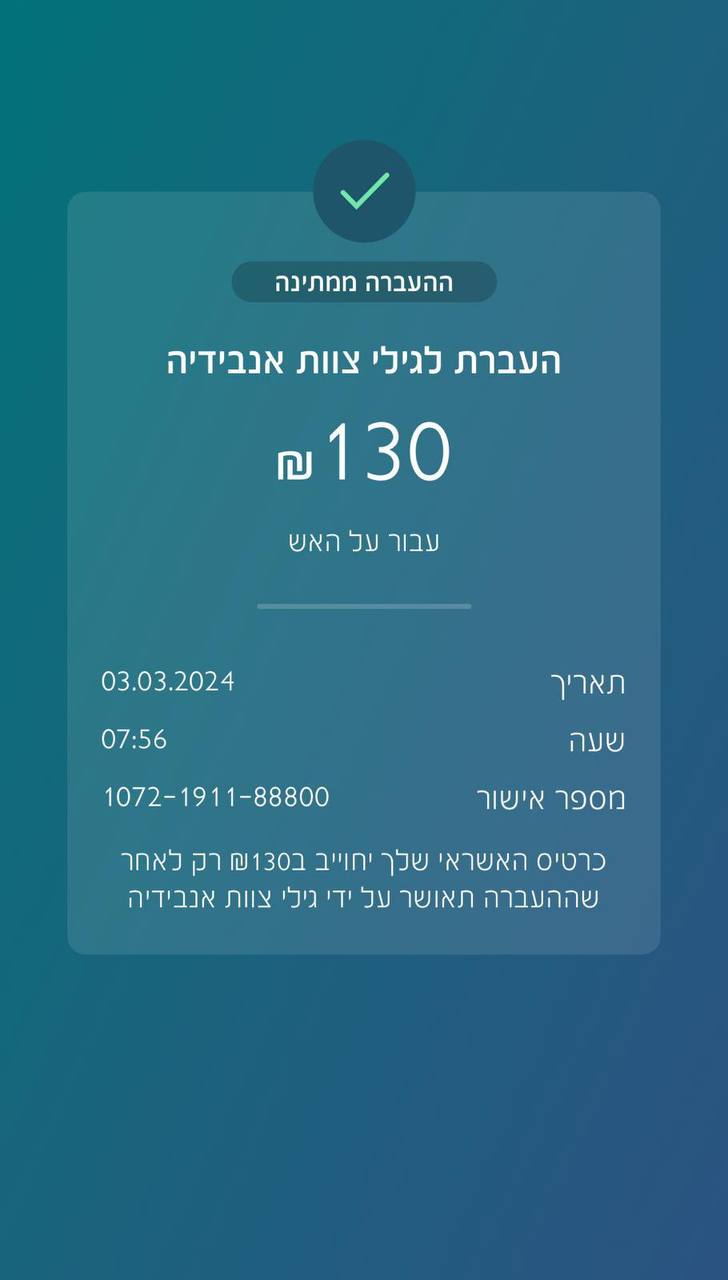 ההעברה ממתינה
העברת לגילי צוות אנבידיה
130₪
עבור על האש
תאריך 03.03.2024
שעה 07:56
מספר אישור 1072-1911-88800
כרטיס האשראי שלך יחוייב ב130₪ רק לאחר
שההעברה תאושר על ידי גילי צוות אנבידיה